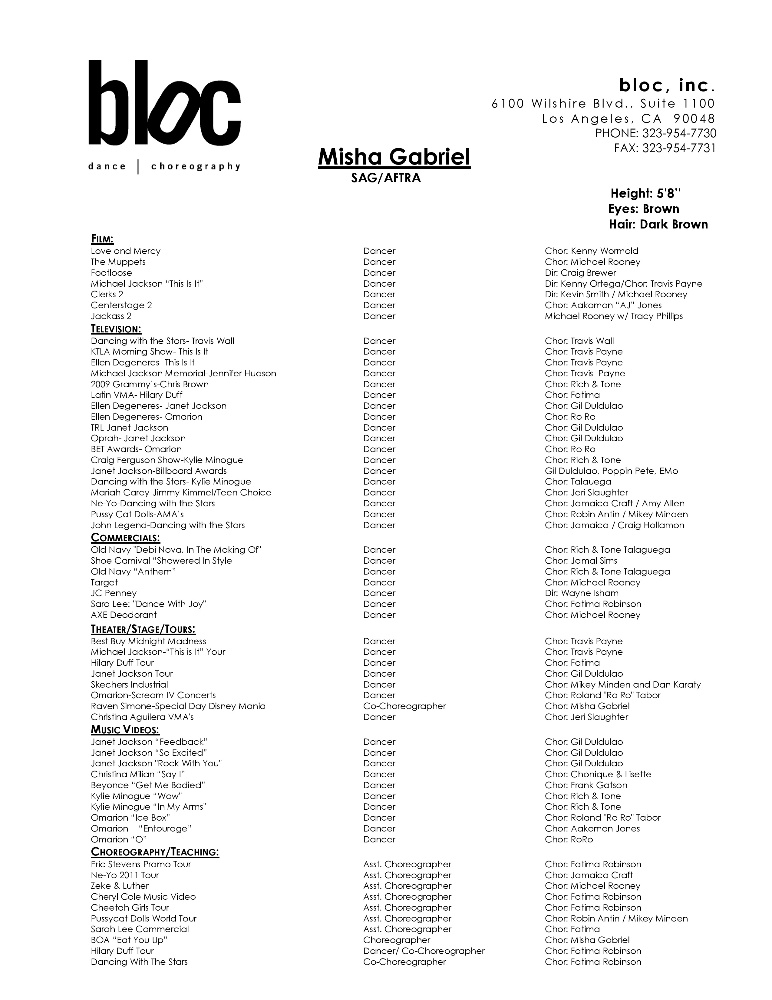 bloc
dance | choreography
bloc, inc.
6100 Wilshire Blvd., Suite 1100
Los Angeles, CA 90048
PHONE: 323-954-7730
FAX: 323-954-7731
Misha Gabriel
SAG/AFTRA
Height: 5'8''
Eyes: Brown
Hair: Dark Brown
FILM:
Love and Mercy Dancer Chor: Kenny Wormald
The Muppets Dancer Chor: Michael Rooney
Footloose Dancer Dir: Craig Brewer
Michael Jackson “This Is It” Dancer Dir: Kenny Ortega/Chor: Travis Payne
Clerks 2 Dancer Dir: Kevin Smith / Michael Rooney
Centerstage 2 Dancer Chor: Aakomon “AJ” Jones
Jackass 2 Dancer Michael Rooney w/ Tracy Phillips
TELEVISION:
Dancing with the Stars- Travis Wall Dancer Chor: Travis Wall
KTLA Morning Show- This Is It Dancer Chor: Travis Payne
Ellen Degeneres- This Is It Dancer Chor: Travis Payne
Michael Jackson Memorial-Jennifer Hudson Dancer Chor: Travis Payne
2009 Grammy's-Chris Brown Dancer Chor: Rich & Tone
Latin VMA- Hilary Duff Dancer Chor: Fatima
Ellen Degeneres- Janet Jackson Dancer Chor: Gil Duldulao
Ellen Degeneres- Omarion Dancer Chor: Ro Ro
TRL Janet Jackson Dancer Chor: Gil Duldulao
Oprah- Janet Jackson Dancer Chor: Gil Duldulao
BET Awards- Omarion Dancer Chor: Ro Ro
Craig Ferguson Show-Kylie Minogue Dancer Chor: Rich & Tone
Janet Jackson-Billboard Awards Dancer Gil Duldulao, Poppin Pete, EMo
Dancing with the Stars- Kylie Minogue Dancer Chor: Talauega
Mariah Carey Jimmy Kimmel/Teen Choice Dancer Chor: Jeri Slaughter
Ne-Yo-Dancing with the Stars Dancer Chor: Jamaica Craft / Amy Allen
Pussy Cat Dolls-AMA's Dancer Chor: Robin Antin / Mikey Minden
John Legend-Dancing with the Stars Dancer Chor: Jamaica / Craig Hollamon
COMMERCIALS:
Old Navy "Debi Nova, In The Making Of" Dancer Chor: Rich & Tone Talaguega
Shoe Carnival “Showered In Style Dancer Chor: Jamal Sims
Old Navy “Anthem” Dancer Chor: Rich & Tone Talaguega
Target Dancer Chor: Michael Rooney
JC Penney Dancer Dir: Wayne Isham
Sara Lee: "Dance With Joy" Dancer Chor: Fatima Robinson
AXE Deodorant Dancer Chor: Michael Rooney
THEATER/STAGE/TOURS:
Best Buy Midnight Madness Dancer Chor: Travis Payne
Michael Jackson-“This is It” Your Dancer Chor: Travis Payne
Hilary Duff Tour Dancer Chor: Fatima
Janet Jackson Tour Dancer Chor: Gil Duldulao
Skechers Industrial Dancer Chor: Mikey Minden and Dan Karaty
Omarion-Scream IV Concerts Dancer Chor: Roland "Ro Ro" Tabor
Raven Simone-Special Day Disney Mania Co-Choreographer Chor: Misha Gabriel
Christina Aguilera VMA's Dancer Chor: Jeri Slaughter
MUSIC VIDEOS:
Janet Jackson “Feedback” Dancer Chor: Gil Duldulao
Janet Jackson “So Excited” Dancer Chor: Gil Duldulao
Janet Jackson "Rock With You" Dancer Chor: Gil Duldulao
Christina Milian “Say I” Dancer Chor: Chonique & Lisette
Beyonce “Get Me Bodied” Dancer Chor: Frank Gatson
Kylie Minogue “Wow” Dancer Chor: Rich & Tone
Kylie Minogue “In My Arms” Dancer Chor: Rich & Tone
Omarion “Ice Box” Dancer Chor: Roland "Ro Ro" Tabor
Omarion “Entourage” Dancer Chor: Aakomon Jones
Omarion “O” Dancer Chor: RoRo
CHOREOGRAPHY/TEACHING:
Eric Stevens Promo Tour Asst. Choreographer Chor: Fatima Robinson
Ne-Yo 2011 Tour Asst. Choreographer Chor: Jamaica Craft
Zeke & Luther Asst. Choreographer Chor: Michael Rooney
Cheryl Cole Music Video Asst. Choreographer Chor: Fatima Robinson
Cheetah Girls Tour Asst. Choreographer Chor: Fatima Robinson
Pussycat Dolls World Tour Asst. Choreographer Chor: Robin Antin / Mikey Minden
Sarah Lee Commercial Asst. Choreographer Chor: Fatima
BOA “Eat You Up” Choreographer Chor: Misha Gabriel
Hilary Duff Tour Dancer/ Co-Choreographer Chor: Fatima Robinson
Dancing With The Stars Co-Choreographer Chor: Fatima Robinson